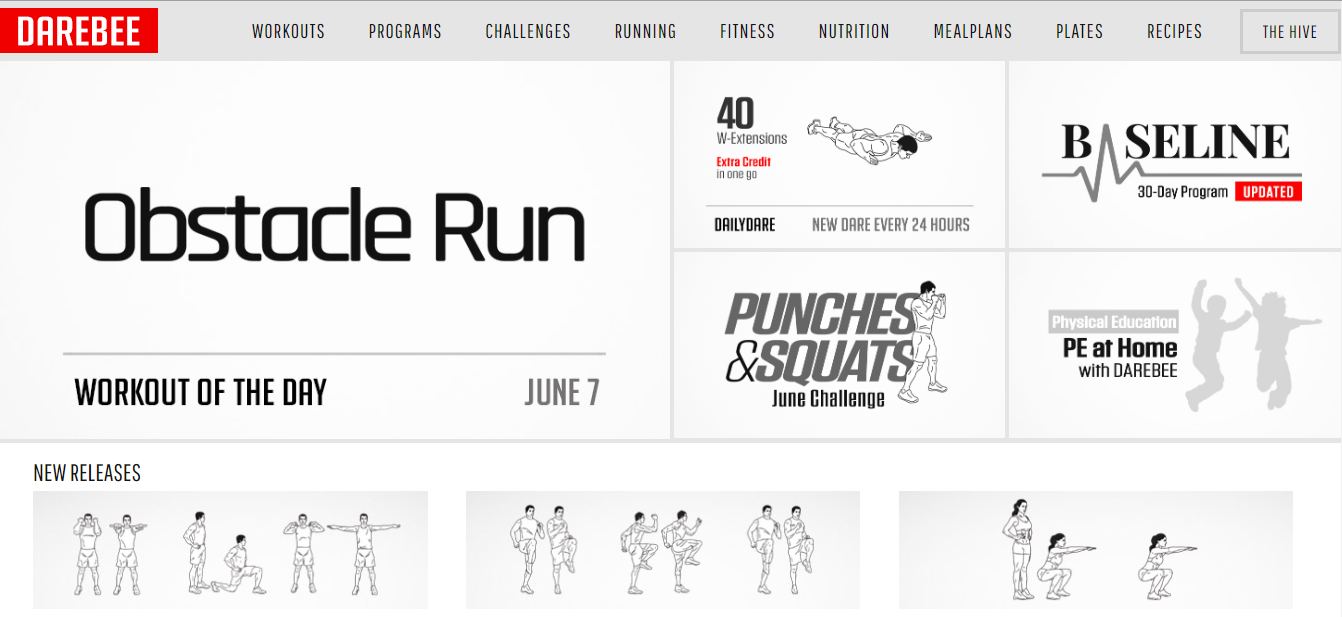 DAREBEE
WORKOUTS PROGRAMS CHALLENGES RUNNING FITNESS NUTRITION MEALPLANS PLATES RECIPES THE HIVE
Obstacle Run
WORKOUT OF THE DAY JUNE 7
40
W-Extensions
Extra Credit
in one go
DAILYDARE NEW DARE EVERY 24 HOURS
BASELINE
30-Day Program UPDATED
PUNCHES
&SQUATS
June Challenge
Physical Education
PE at Home
with DAREBEE
NEW RELEASES